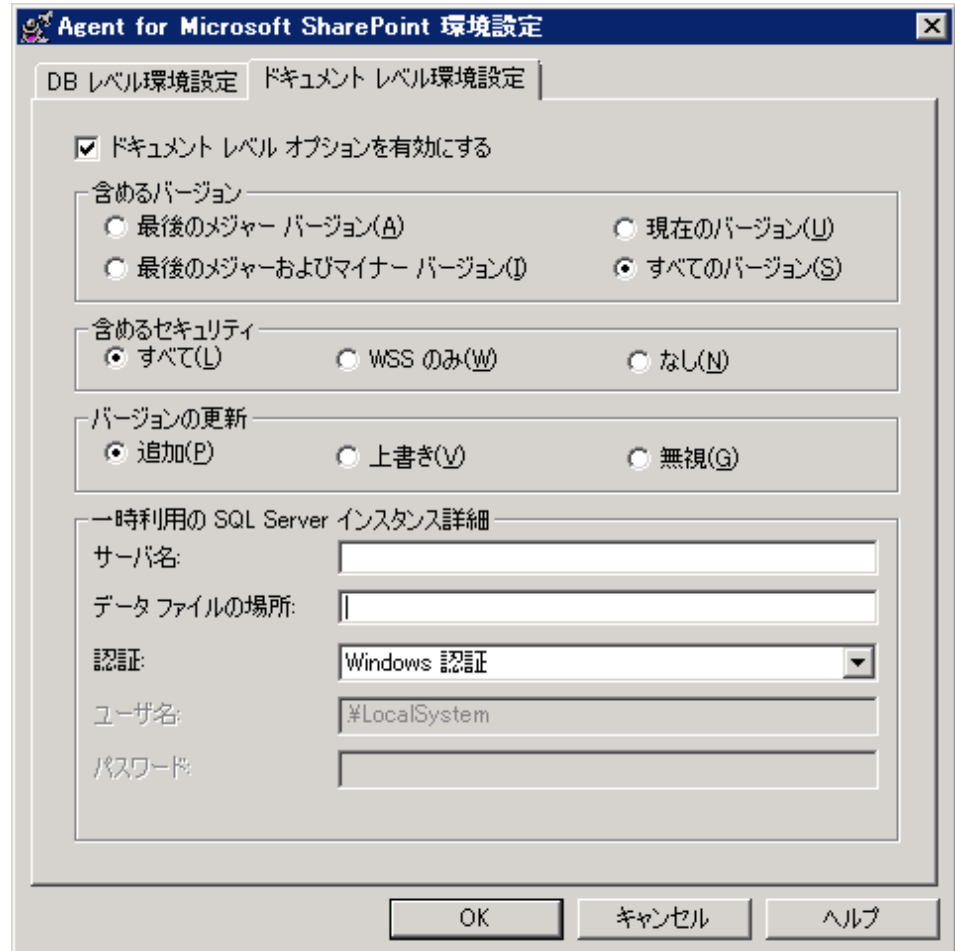 Agent for Microsoft SharePoint 環境設定
DB レベル環境設定 ドキュメント レベル環境設定
ドキュメント レベル オプションを有効にする
含めるバージョン
最後のメジャー バージョン(A) 現在のバージョン(U)
最後のメジャーおよびマイナー バージョン(I) すべてのバージョン(S)
含めるセキュリティ
すべて(L) WSS のみ(W) なし(N)
バージョンの更新
追加(P) 上書き(V) 無視(G)
一時利用の SQL Server インスタンス詳細
サーバ名:
データ ファイルの場所:
認証: Windows 認証
ユーザ名: .¥LocalSystem
パスワード:
OK キャンセル ヘルプ